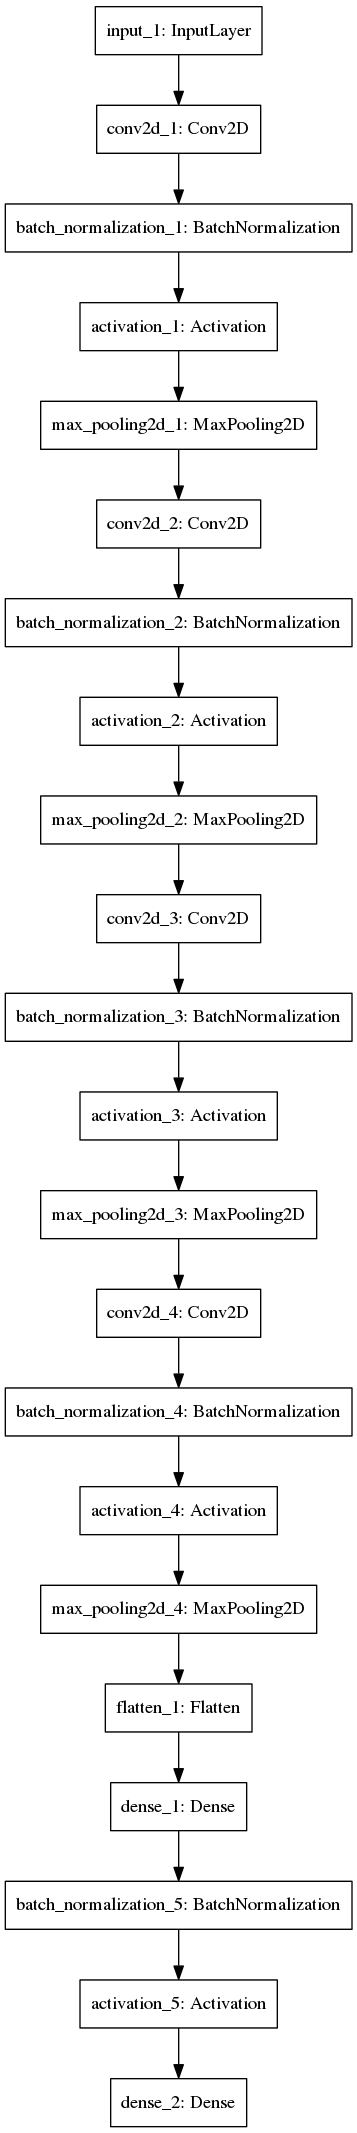 input_1: InputLayer
conv2d_1: Conv2D
batch_normalization_1: BatchNormalization
activation_1: Activation
max_pooling2d_1: MaxPooling2D
conv2d_2: Conv2D
batch_normalization_2: BatchNormalization
activation_2: Activation
max_pooling2d_2: MaxPooling2D
conv2d_3: Conv2D
batch_normalization_3: BatchNormalization
activation_3: Activation
max_pooling2d_3: MaxPooling2D
conv2d_4: Conv2D
batch_normalization_4: BatchNormalization
activation_4: Activation
max_pooling2d_4: MaxPooling2D
flatten_1: Flatten
dense_1: Dense
batch_normalization_5: BatchNormalization
activation_5: Activation
dense_2: Dense